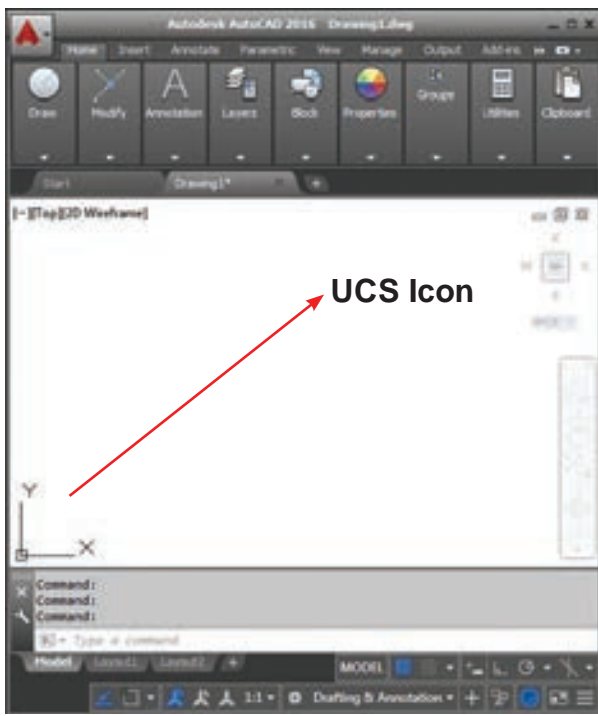 Autodesk AutoCAD 2016 Drawing1.dwg
Home Insert Annotate Parametric View Manage Output Add-ins
Draw Modify Annotation Layers Block Properties Groups Utilities Clipboard
Start Drawing1*
[-][Top][2D Wireframe]
UCS Icon
Y
X
Command:
Command:
Command:
Type a command
Model Layout1 Layout2 +
MODEL
1:1 Drafting & Annotation